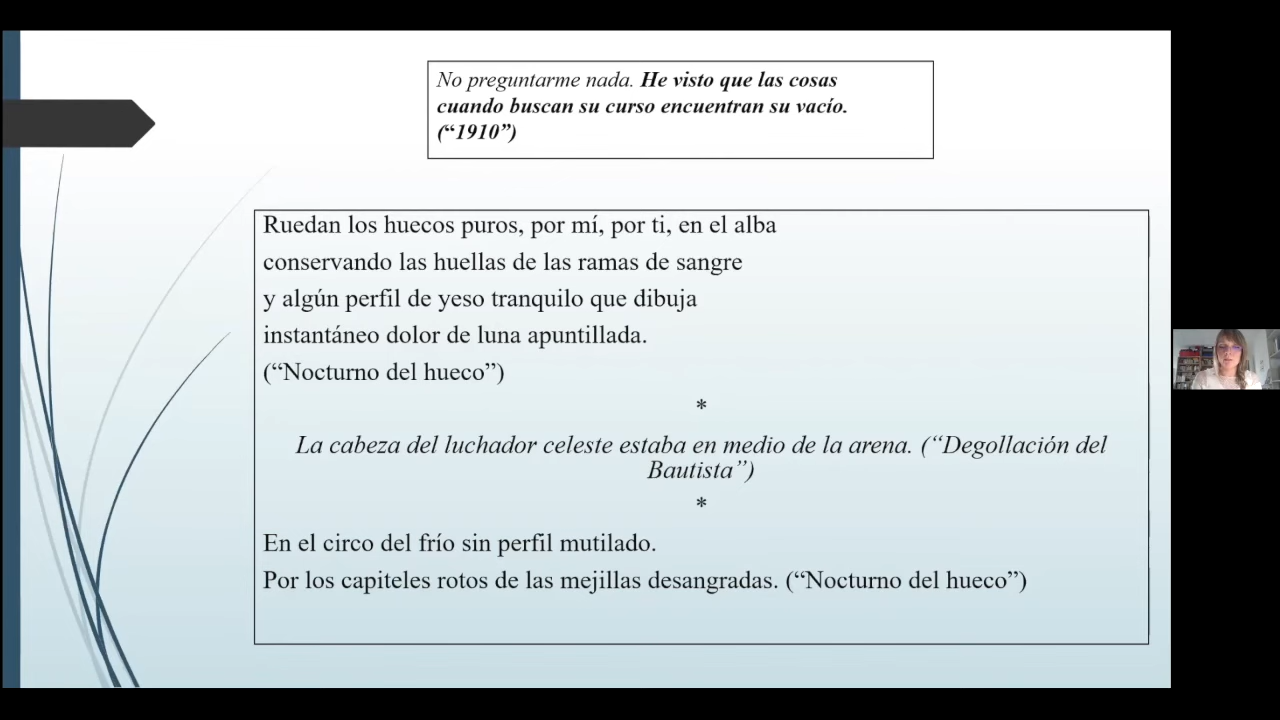 No preguntarme nada. He visto que las cosas
cuando buscan su curso encuentran su vacío.
(“1910”)
Ruedan los huecos puros, por mí, por ti, en el alba
conservando las huellas de las ramas de sangre
y algún perfil de yeso tranquilo que dibuja
instantáneo dolor de luna apuntillada.
(“Nocturno del hueco”)
*
La cabeza del luchador celeste estaba en medio de la arena. (“Degollación del
Bautista”)
*
En el circo del frío sin perfil mutilado.
Por los capiteles rotos de las mejillas desangradas. (“Nocturno del hueco”)